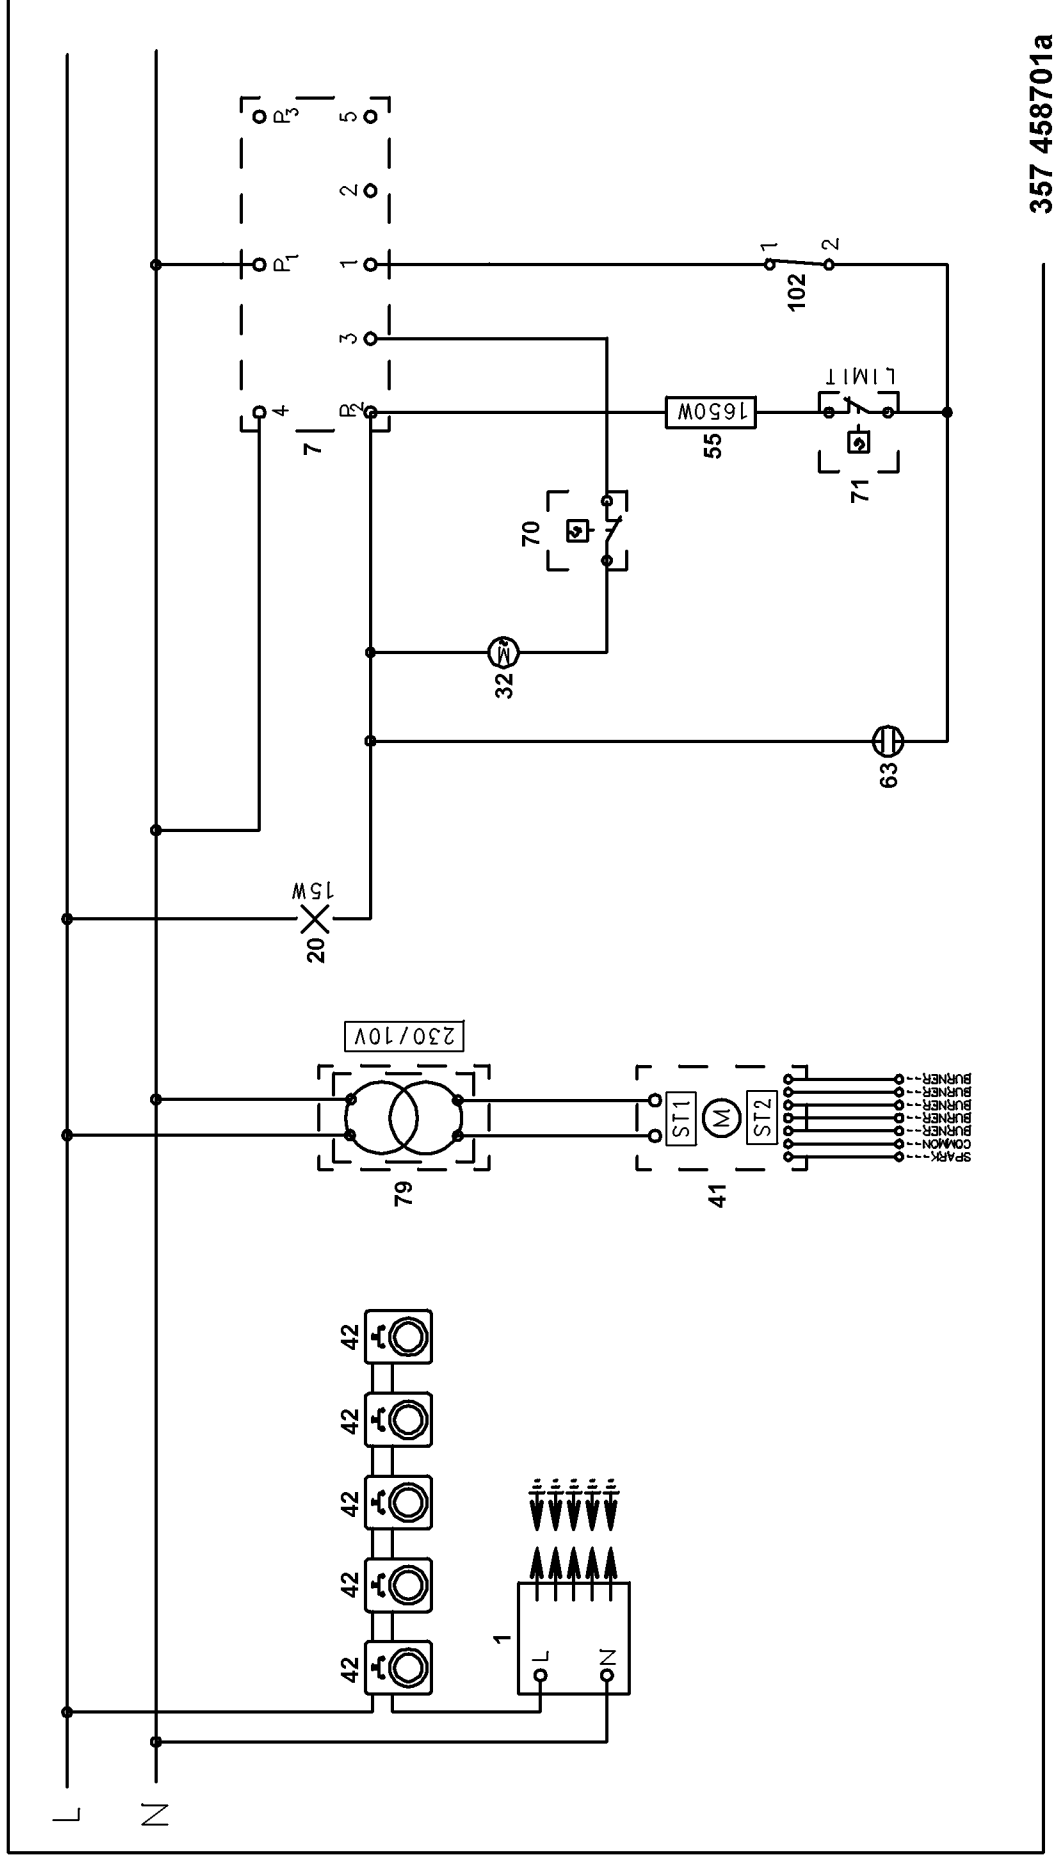 L
N
42
42
42
42
42
1
L
N
79
230/10V
41
ST1
M
ST2
SPARK---
COMMON--
BURNER--
BURNER--
BURNER--
BURNER--
BURNER--
20
15W
63
32
M
~
70
7
4
P2
3
P1
1
2
P3
5
55
1650W
71
LIMIT
102
1
2
357 458701a